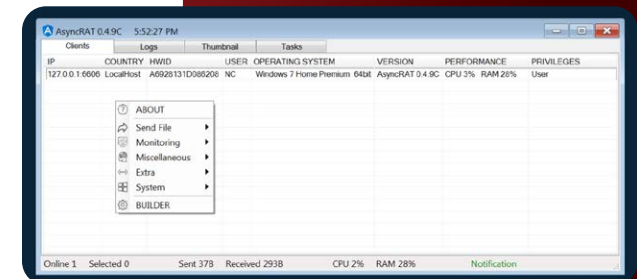 AsyncRAT 0.4.9C 5:52:27 PM
Clients Logs Thumbnail Tasks
IP COUNTRY HWID USER OPERATING SYSTEM VERSION PERFORMANCE PRIVILEGES
127.0.0.1:6606 LocalHost A6928131D086208 NC Windows 7 Home Premium 64bit AsyncRAT 0.4.9C CPU 3% RAM 28% User
ABOUT
Send File
Monitoring
Miscellaneous
Extra
System
BUILDER
Online 1 Selected 0 Sent 37B Received 293B CPU 2% RAM 28% Notification